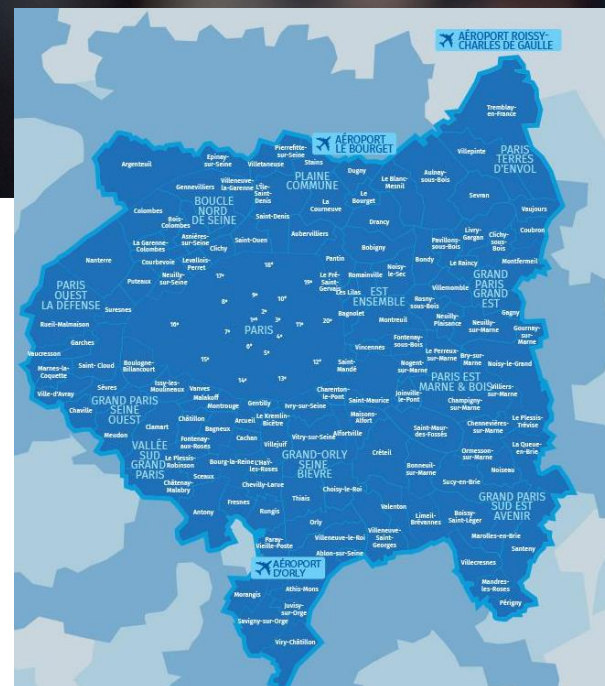 AÉROPORT ROISSY-
CHARLES DE GAULLE
Tremblay-
en-France
AÉROPORT
LE BOURGET
Pierrefitte-
sur-Seine
Villepinte
PARIS
TERRES
D'ENVOL
Argenteuil
Epinay-
sur-Seine
Villetaneuse
Stains
Dugny
Aulnay-
sous-Bois
PLAINE
COMMUNE
Le Blanc-
Mesnil
Gennevilliers
Villeneuve-
la-Garenne
L'Île-
Saint-
Denis
Le
Bourget
Sevran
BOUCLE
NORD
DE SEINE
La
Courneuve
Vaujours
Colombes
Bois-
Colombes
Saint-Denis
Drancy
Asnières-
sur-Seine
Saint-Ouen
Aubervilliers
Livry-
Gargan
Clichy-
sous-
Bois
Coubron
La Garenne-
Colombes
Clichy
Bobigny
Pavillons-
sous-Bois
Nanterre
Courbevoie
Levallois-
Perret
Pantin
Bondy
Le Raincy
Montfermeil
Puteaux
Neuilly-
sur-Seine
17e
18e
19e
Le Pré-
Saint-
Gervais
Romainville
Noisy-
le-Sec
GRAND
PARIS
GRAND
EST
PARIS
OUEST
LA DEFENSE
Les Lilas
EST
ENSEMBLE
Villemomble
8e
9e
10e
Rosny-
sous-Bois
Gagny
Suresnes
2e
Bagnolet
Rueil-Malmaison
16e
1er
3e
11e
20e
Montreuil
Neuilly-
Plaisance
Neuilly-
sur-Marne
Gournay-
sur-
Marne
7e
PARIS
4e
Garches
6e
5e
Vincennes
Fontenay-
sous-Bois
Vaucresson
Le Perreux-
sur-Marne
Bry-sur-
Marne
Marnes-la-
Coquette
Saint- Cloud
Boulogne-
Billancourt
15e
12e
Saint-
Mandé
Nogent-
sur-Marne
Noisy-le-Grand
PARIS EST
MARNE & BOIS
Ville-d'Avray
Sèvres
Issy-les-
Moulineaux
Vanves
14e
13e
Charenton-
le-Pont
Saint-Maurice
Joinville-
le-Pont
Villiers-
sur-Marne
GRAND PARIS
SEINE
OUEST
Malakoff
Montrouge
Gentilly
Ivry-sur-Seine
Champigny-
sur-Marne
Chaville
Châtillon
Arcueil
Le Kremlin-
Bicêtre
Maisons-
Alfort
Le Plessis-
Trévise
Clamart
Bagneux
Alfortville
Saint-Maur-
des-Fossés
Chennevières-
sur-Marne
Meudon
Fontenay-
aux-Roses
Cachan
Villejuif
Vitry-sur-Seine
La Queue-
en-Brie
VALLÉE
SUD
GRAND
PARIS
GRAND-ORLY
SEINE
BIÈVRE
Créteil
Ormesson-
sur-Marne
Le Plessis-
Robinson
Bourg-la-Reine
L'Haÿ-
les-Roses
Bonneuil-
sur-Marne
Noiseau
Sceaux
Châtenay-
Malabry
Chevilly-Larue
Choisy-le-Roi
Sucy-en-Brie
Fresnes
Thiais
Valenton
GRAND PARIS
SUD EST
AVENIR
Antony
Rungis
Limeil-
Brévannes
Boissy-
Saint-Léger
Orly
Villeneuve-
Saint-
Georges
Marolles-en-Brie
Paray-
Vieille-Poste
Villeneuve-le-Roi
Santeny
Ablon-sur-Seine
Villecresnes
AÉROPORT
D'ORLY
Mandres-
les-Roses
Athis-Mons
Morangis
Périgny
Juvisy-
sur-Orge
Savigny-sur-Orge
Viry-Châtillon